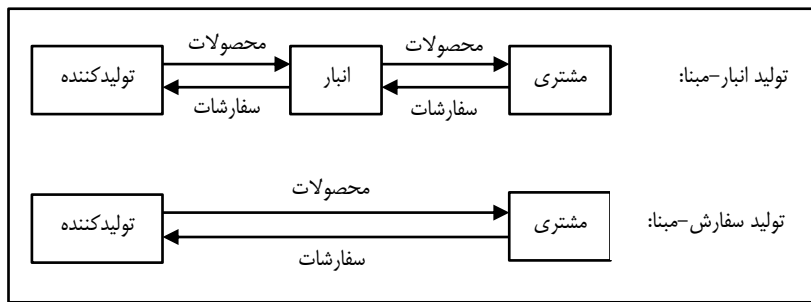 محصولات
محصولات
تولید انبار-مبنا:
مشتری
انبار
تولیدکننده
سفارشات
سفارشات
محصولات
تولید سفارش-مبنا:
مشتری
تولیدکننده
سفارشات